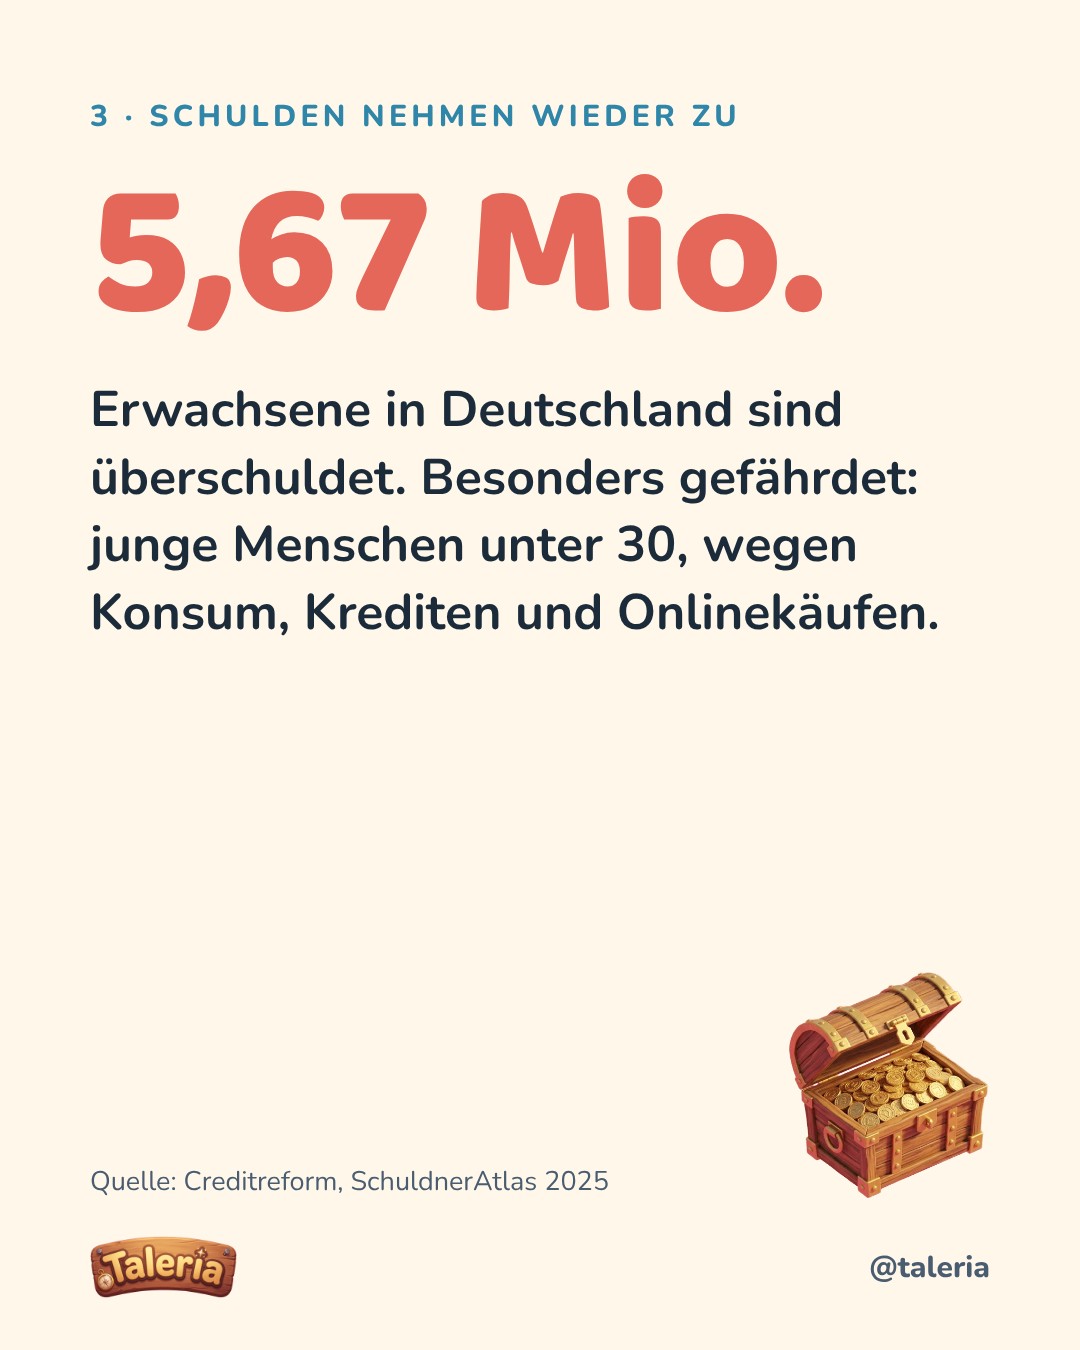 3 · SCHULDEN NEHMEN WIEDER ZU
5,67 Mio.
Erwachsene in Deutschland sind
überschuldet. Besonders gefährdet:
junge Menschen unter 30, wegen
Konsum, Krediten und Onlinekäufen.
Quelle: Creditreform, SchuldnerAtlas 2025
Taleria
@taleria